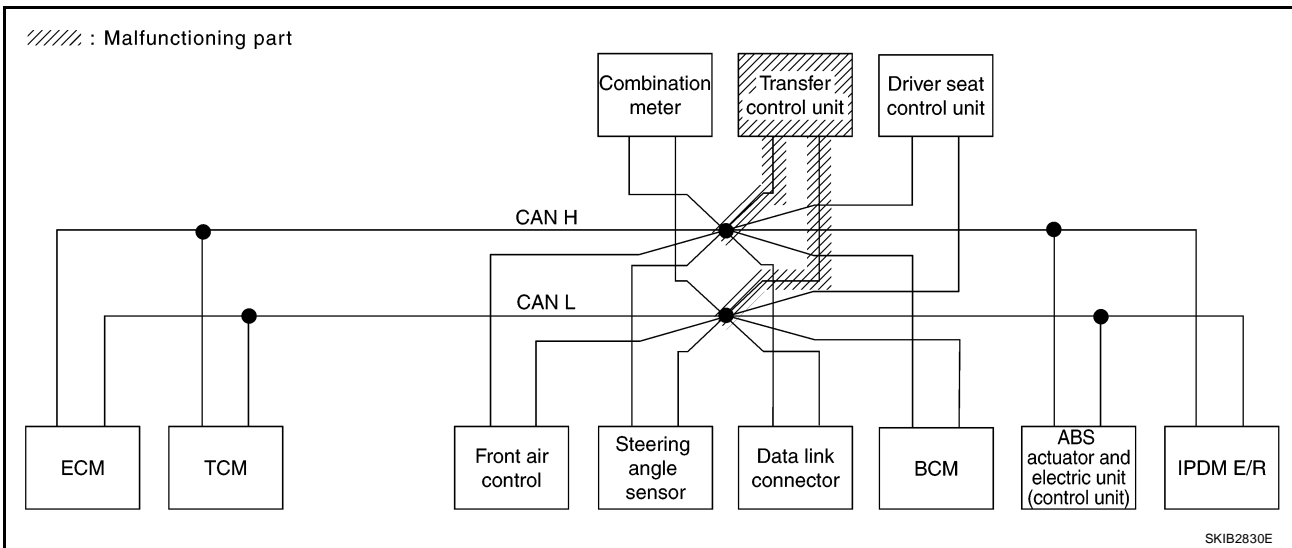 : Malfunctioning part
Combination
meter
Transfer
control unit
Driver seat
control unit
CAN H
CAN L
ECM
TCM
Front air
control
Steering
angle
sensor
Data link
connector
BCM
ABS
actuator and
electric unit
(control unit)
IPDM E/R
SKIB2830E